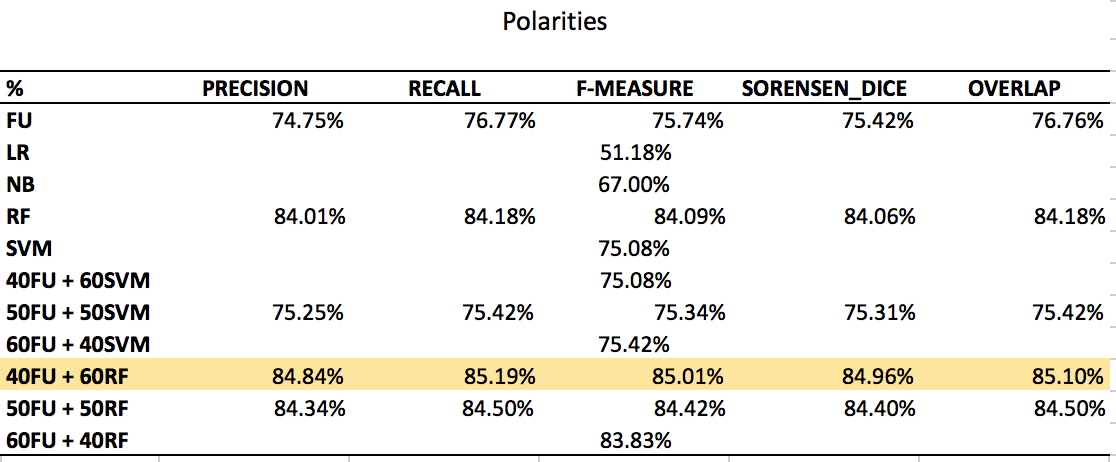 Polarities
% PRECISION RECALL F-MEASURE SORENSEN_DICE OVERLAP
FU 74.75% 76.77% 75.74% 75.42% 76.76%
LR 51.18%
NB 67.00%
RF 84.01% 84.18% 84.09% 84.06% 84.18%
SVM 75.08%
40FU + 60SVM 75.08%
50FU + 50SVM 75.25% 75.42% 75.34% 75.31% 75.42%
60FU + 40SVM 75.42%
40FU + 60RF 84.84% 85.19% 85.01% 84.96% 85.10%
50FU + 50RF 84.34% 84.50% 84.42% 84.40% 84.50%
60FU + 40RF 83.83%